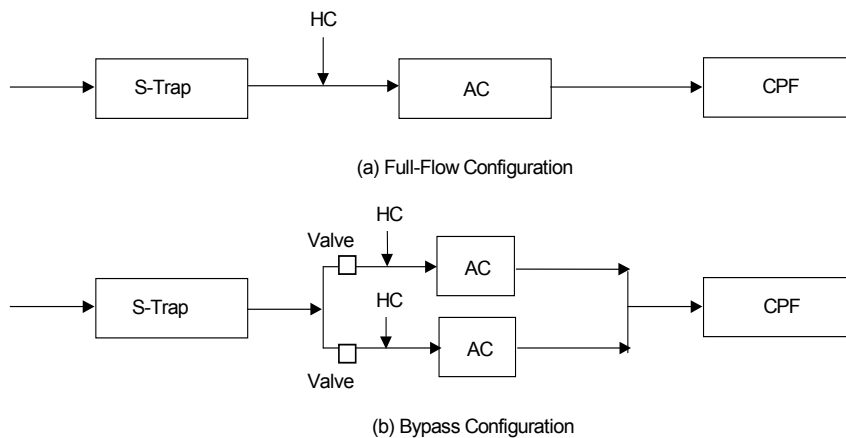 HC
S-Trap
AC
CPF
(a) Full-Flow Configuration
HC
Valve
AC
S-Trap
HC
CPF
AC
Valve
(b) Bypass Configuration